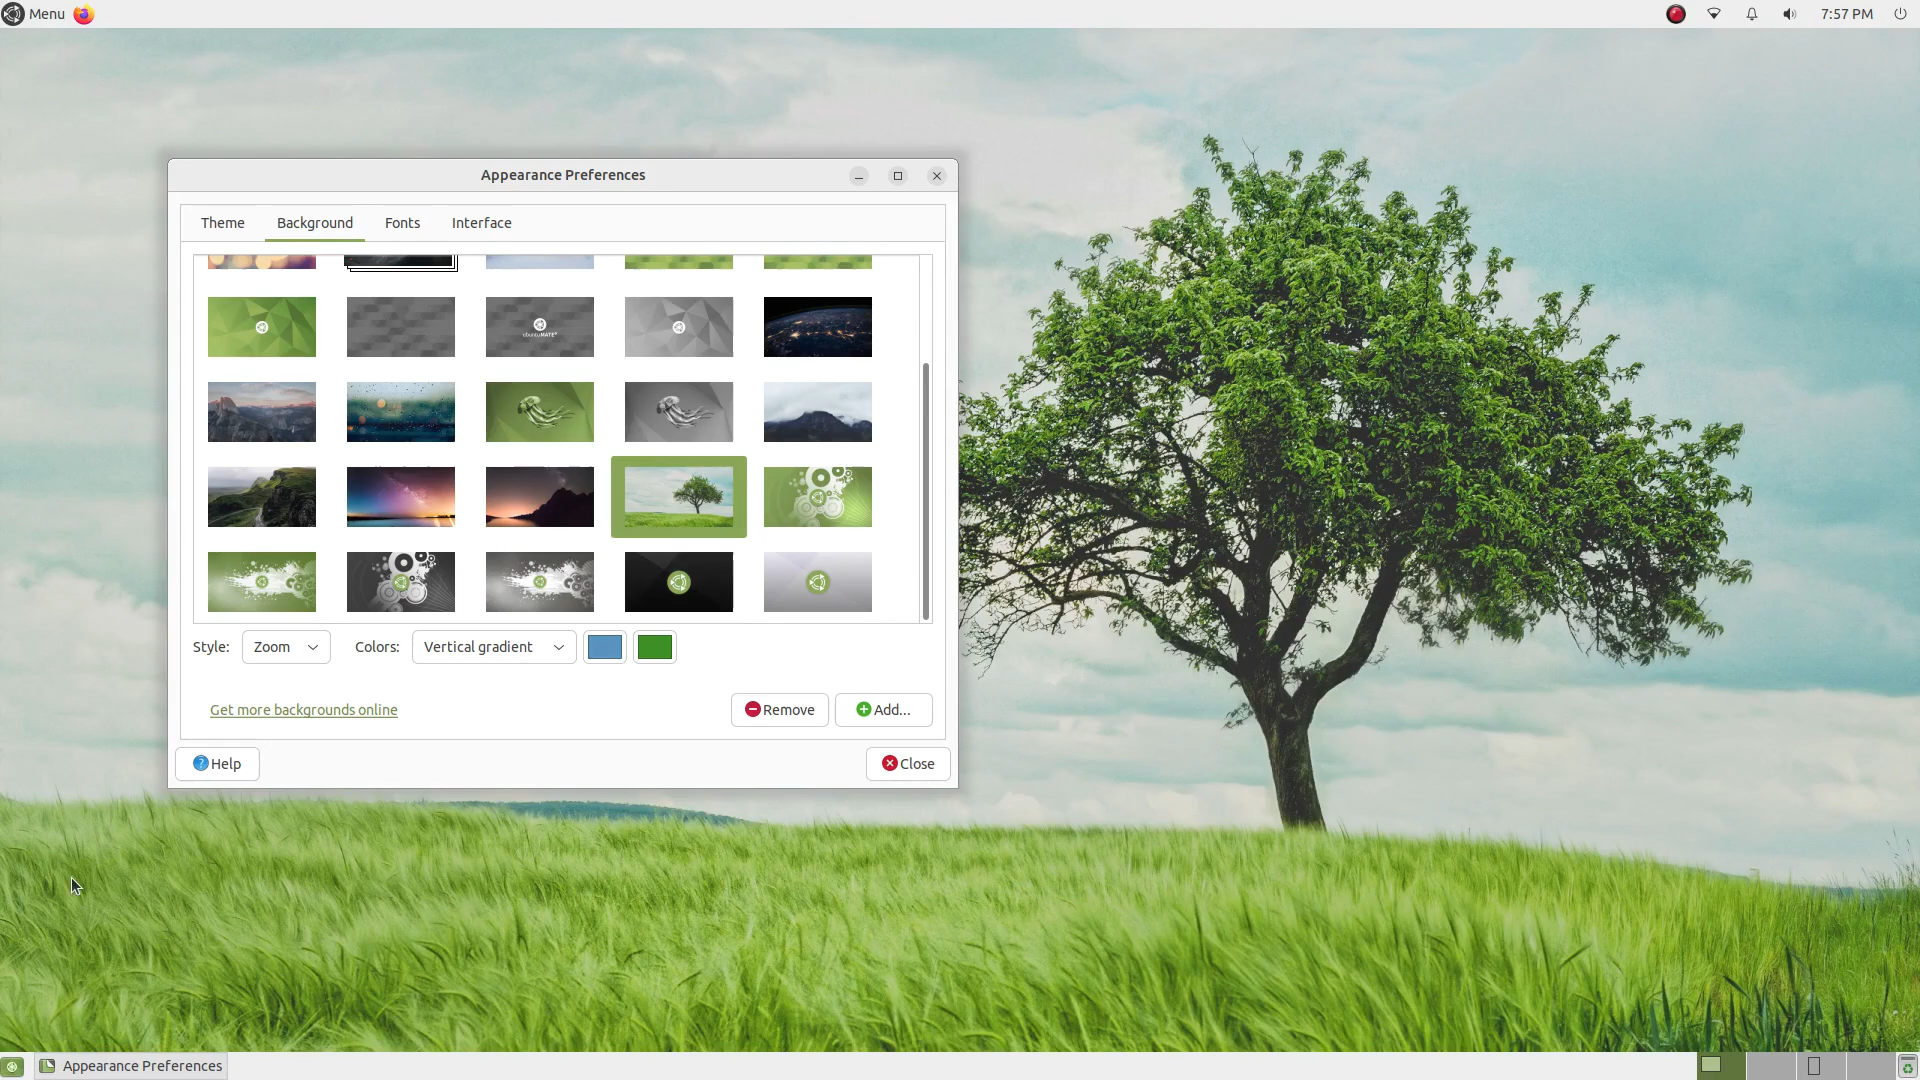 Menu
7:57 PM
Appearance Preferences
Theme Background Fonts Interface
ubuntuMATE
Style: Zoom Colors: Vertical gradient
Get more backgrounds online
Remove Add...
Help Close
Appearance Preferences